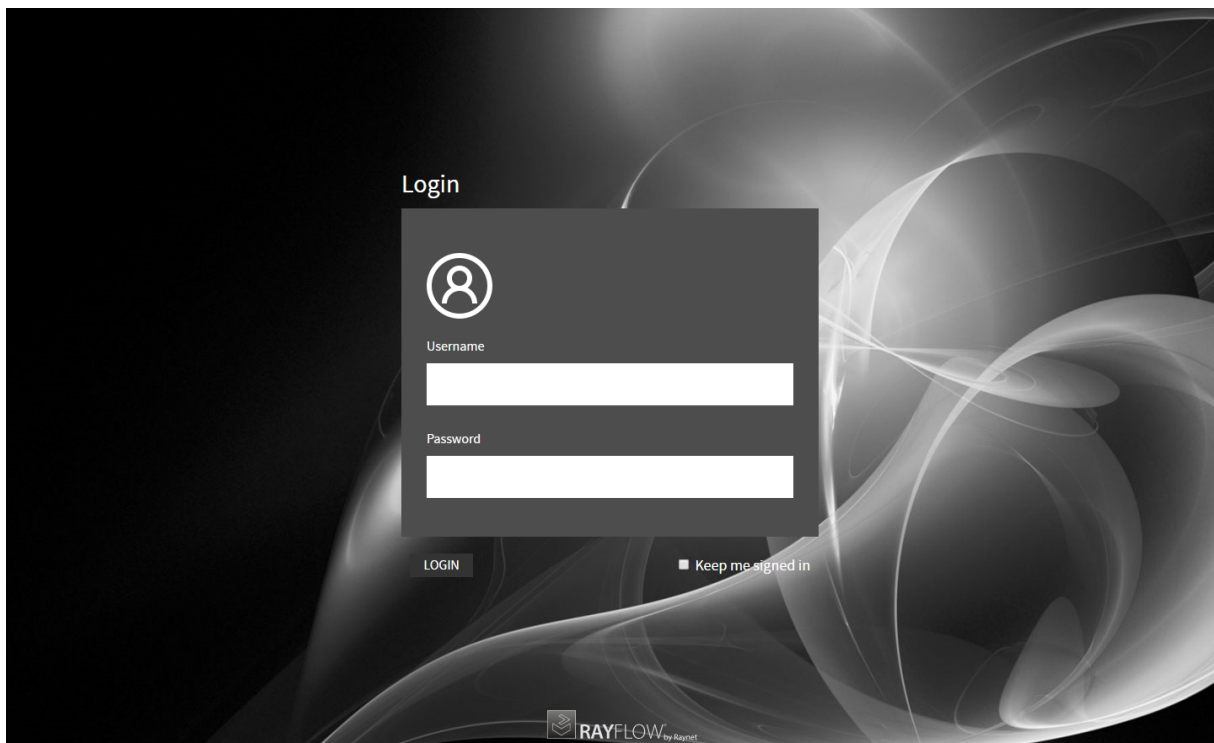 Login
Username
Password
LOGIN
Keep me signed in
RAYFLOW by Raynet